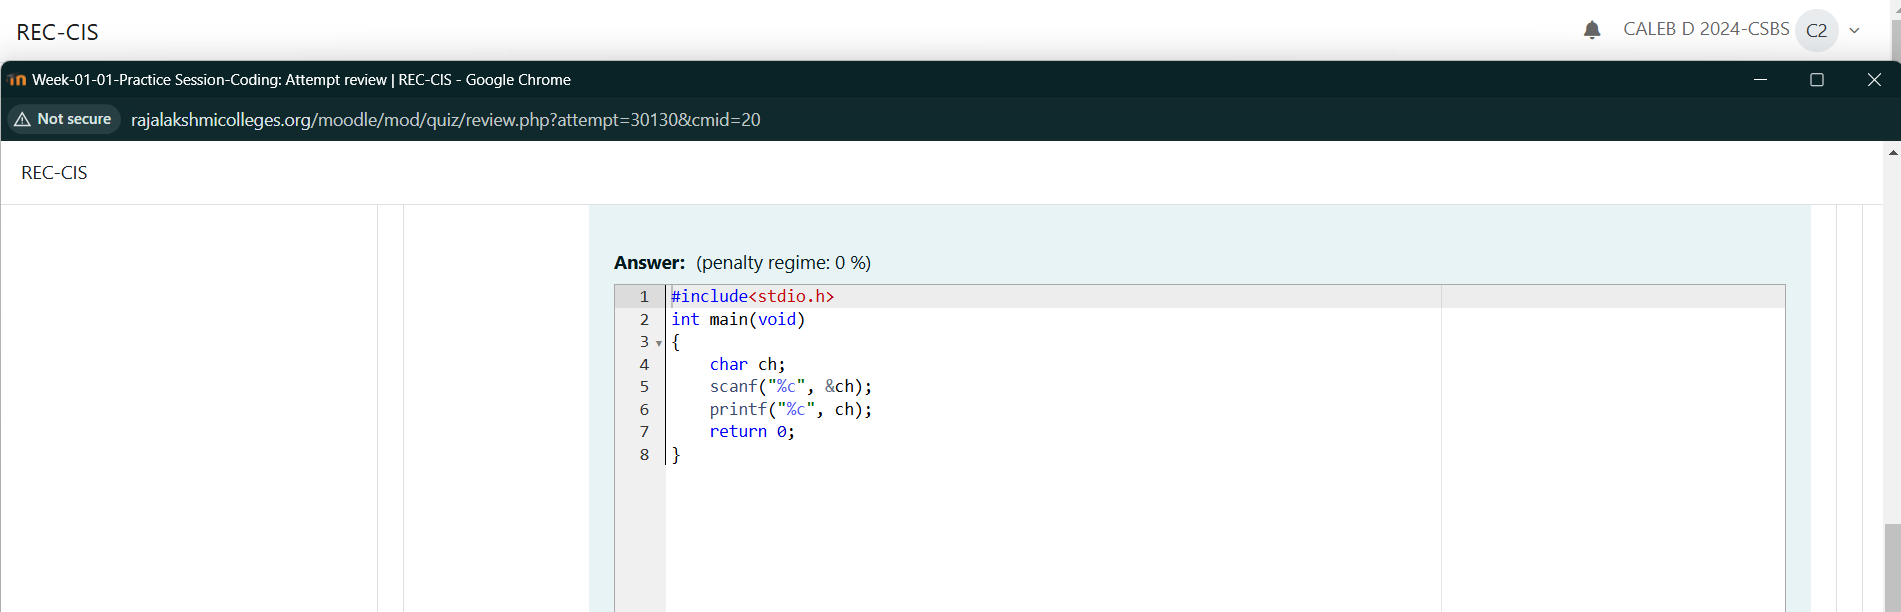 REC-CIS
CALEB D 2024-CSBS C2
Week-01-01-Practice Session-Coding: Attempt review | REC-CIS - Google Chrome
Not secure rajalakshmicolleges.org/moodle/mod/quiz/review.php?attempt=30130&cmid=20
REC-CIS
Answer: (penalty regime: 0 %)
1 #include<stdio.h>
2 int main(void)
3 {
4 char ch;
5 scanf("%c", &ch);
6 printf("%c", ch);
7 return 0;
8 }